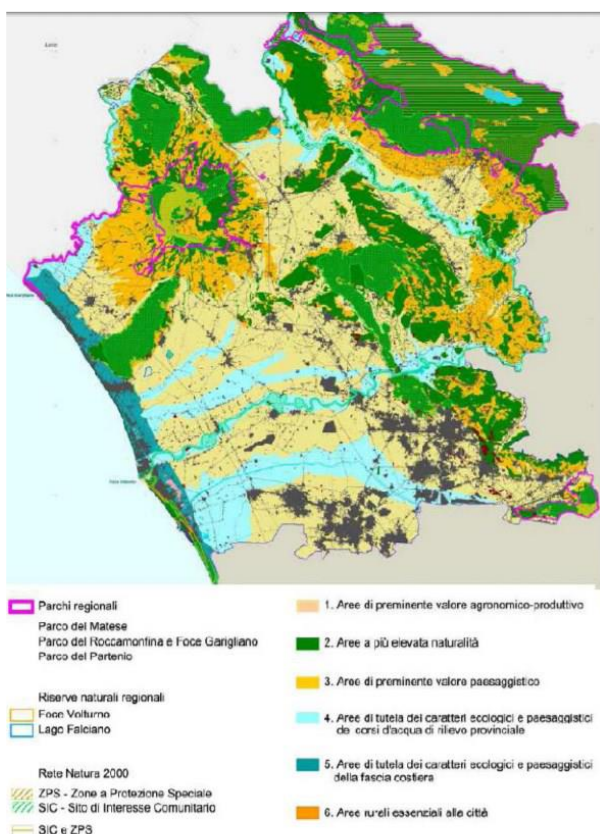 Parchi regionali
Parco del Matese
Parco del Roccamonfina e Foce Garigliano
Parco del Partenio
Riserve naturali regionali
Foce Volturno
Lago Falciano
Rete Natura 2000
ZPS - Zone a Protezione Speciale
SIC - Sito di Interesse Comunitario
SIC e ZPS
1. Aree di preminente valore agronomico-produttivo
2. Aree a più elevata naturalità
3. Aree di preminente valore paesaggistico
4. Aree di tutela dei caratteri ecologici e paesaggistici
dei corsi d'acqua di rilievo provinciale
5. Aree di tutela dei caratteri ecologici e paesaggistici
della fascia costiera
6. Aree rurali essenziali alle città